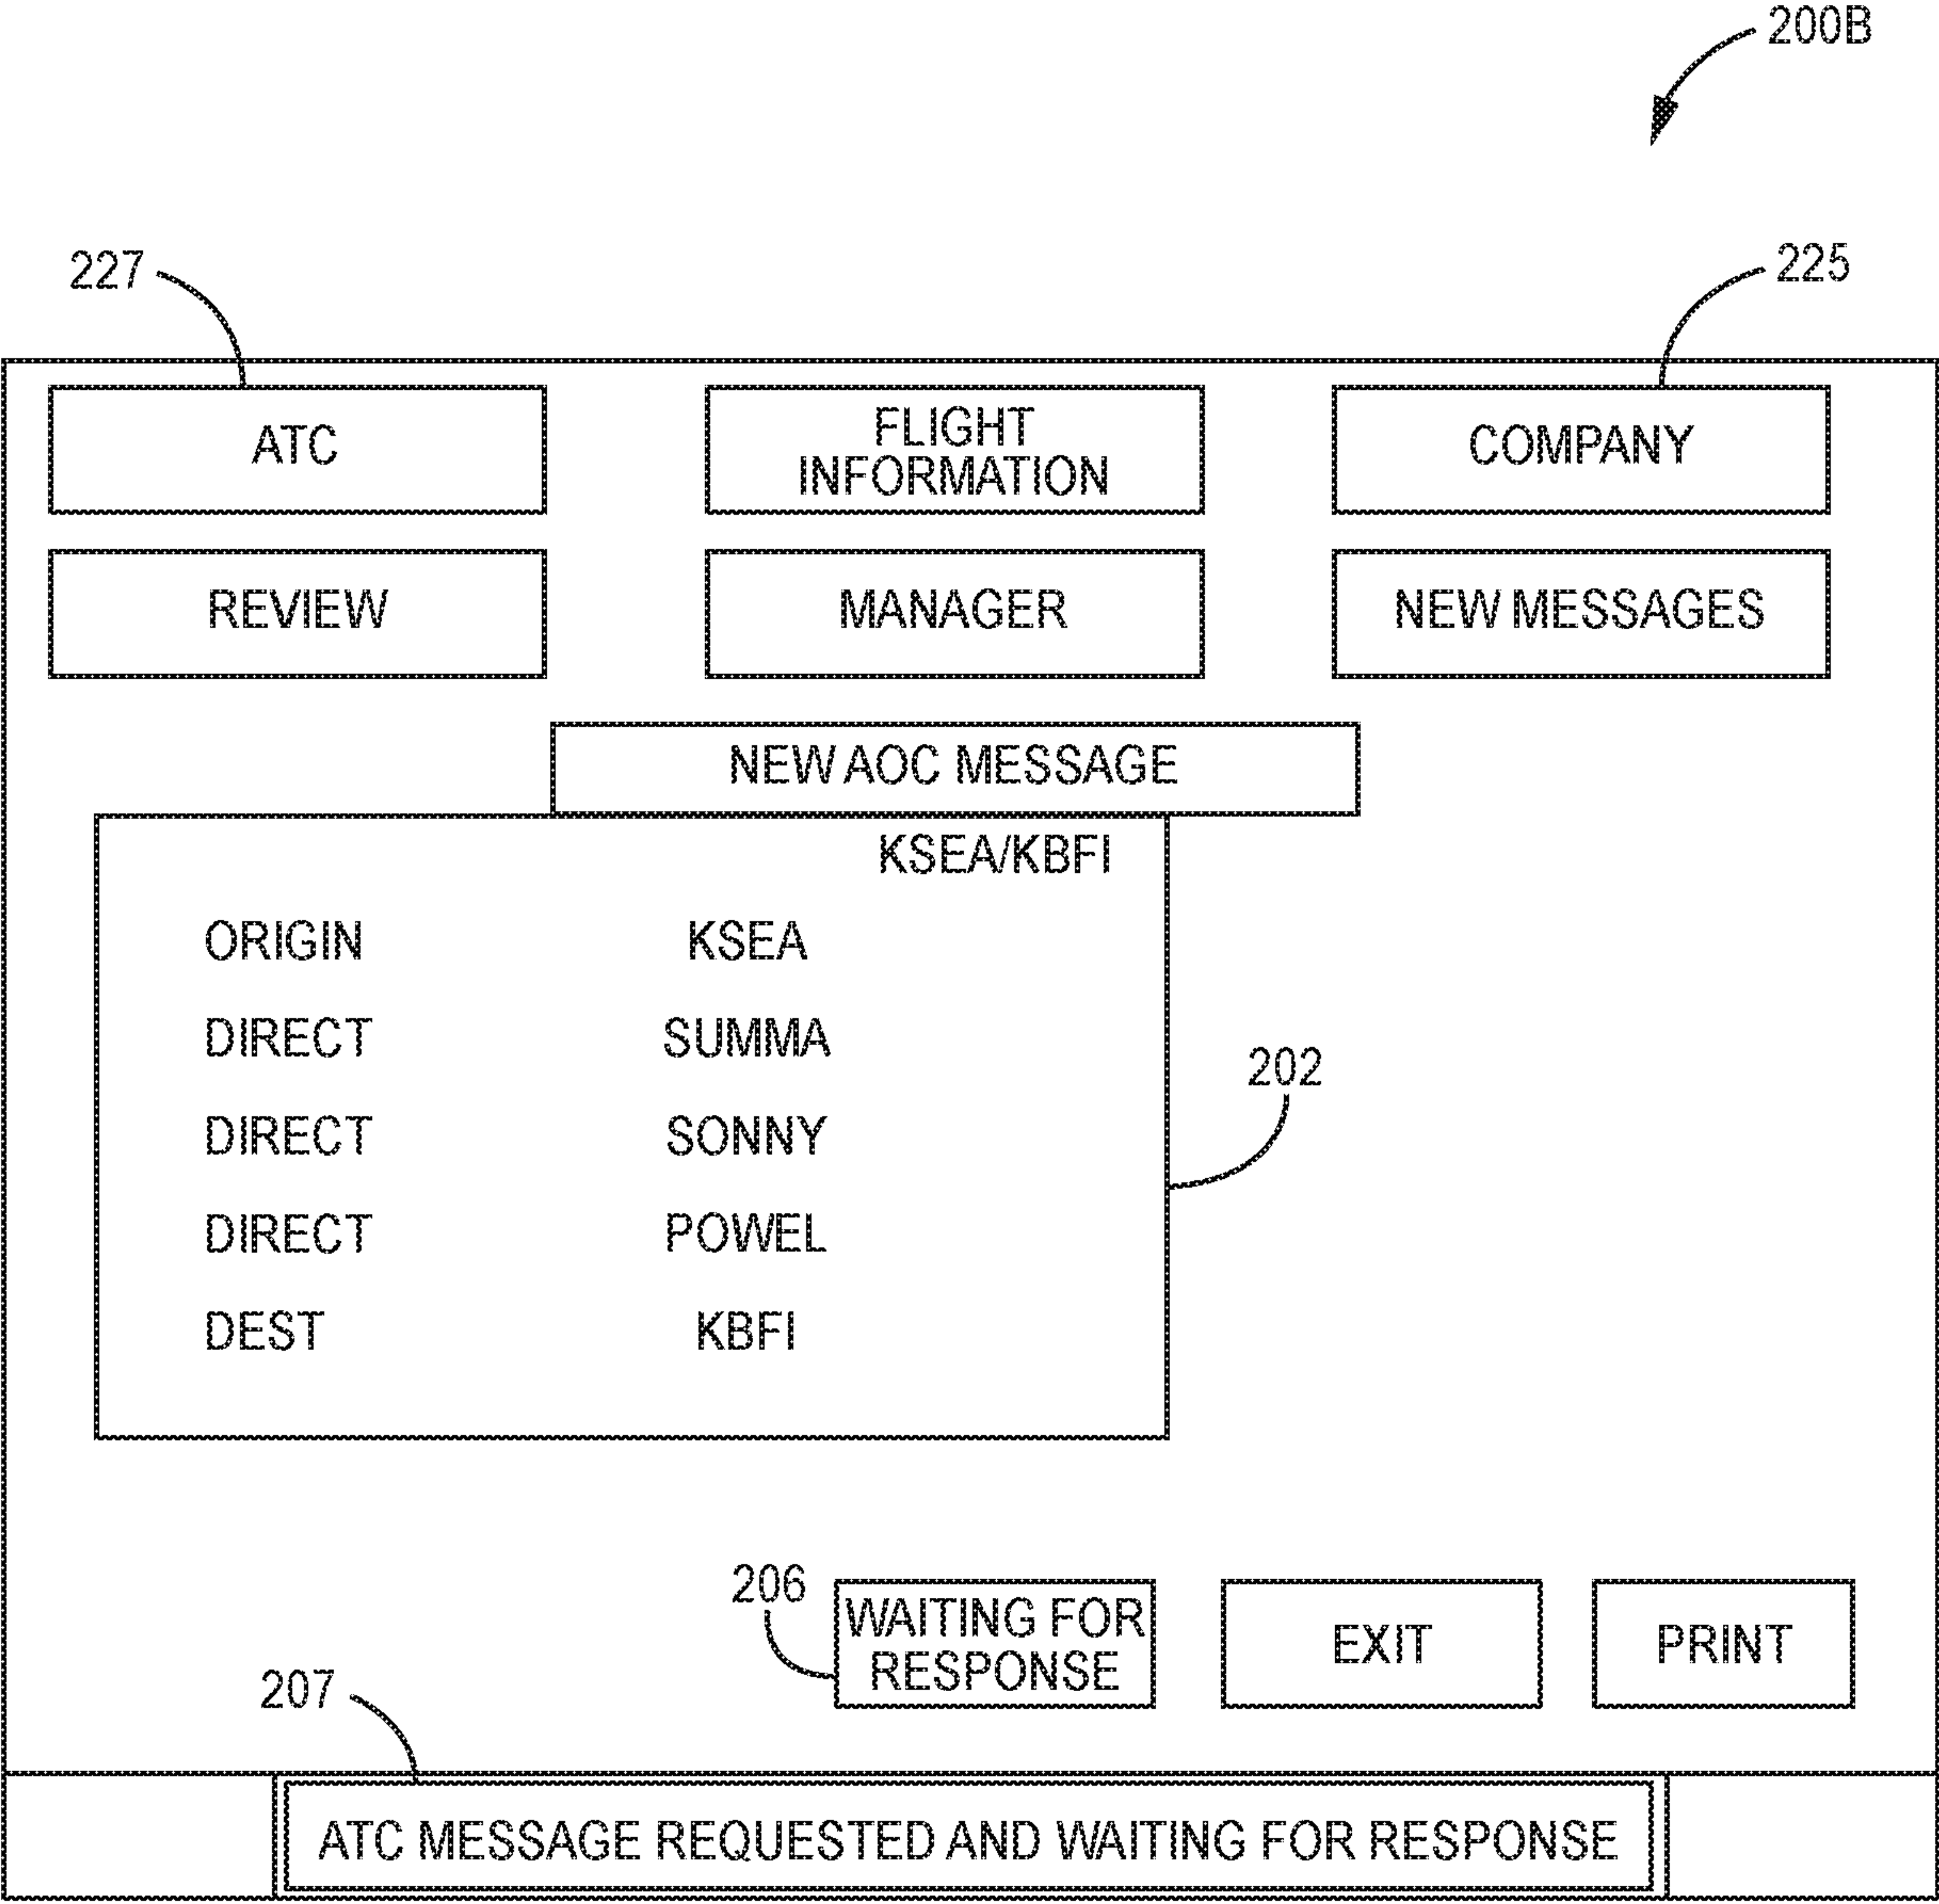 200B
227
225
ATC
FLIGHT
INFORMATION
COMPANY
REVIEW
MANAGER
NEW MESSAGES
NEW AOC MESSAGE
KSEA/KBFI
ORIGIN KSEA
DIRECT SUMMA
202
DIRECT SONNY
DIRECT POWEL
DEST KBFI
206
WAITING FOR
RESPONSE
EXIT
PRINT
207
ATC MESSAGE REQUESTED AND WAITING FOR RESPONSE